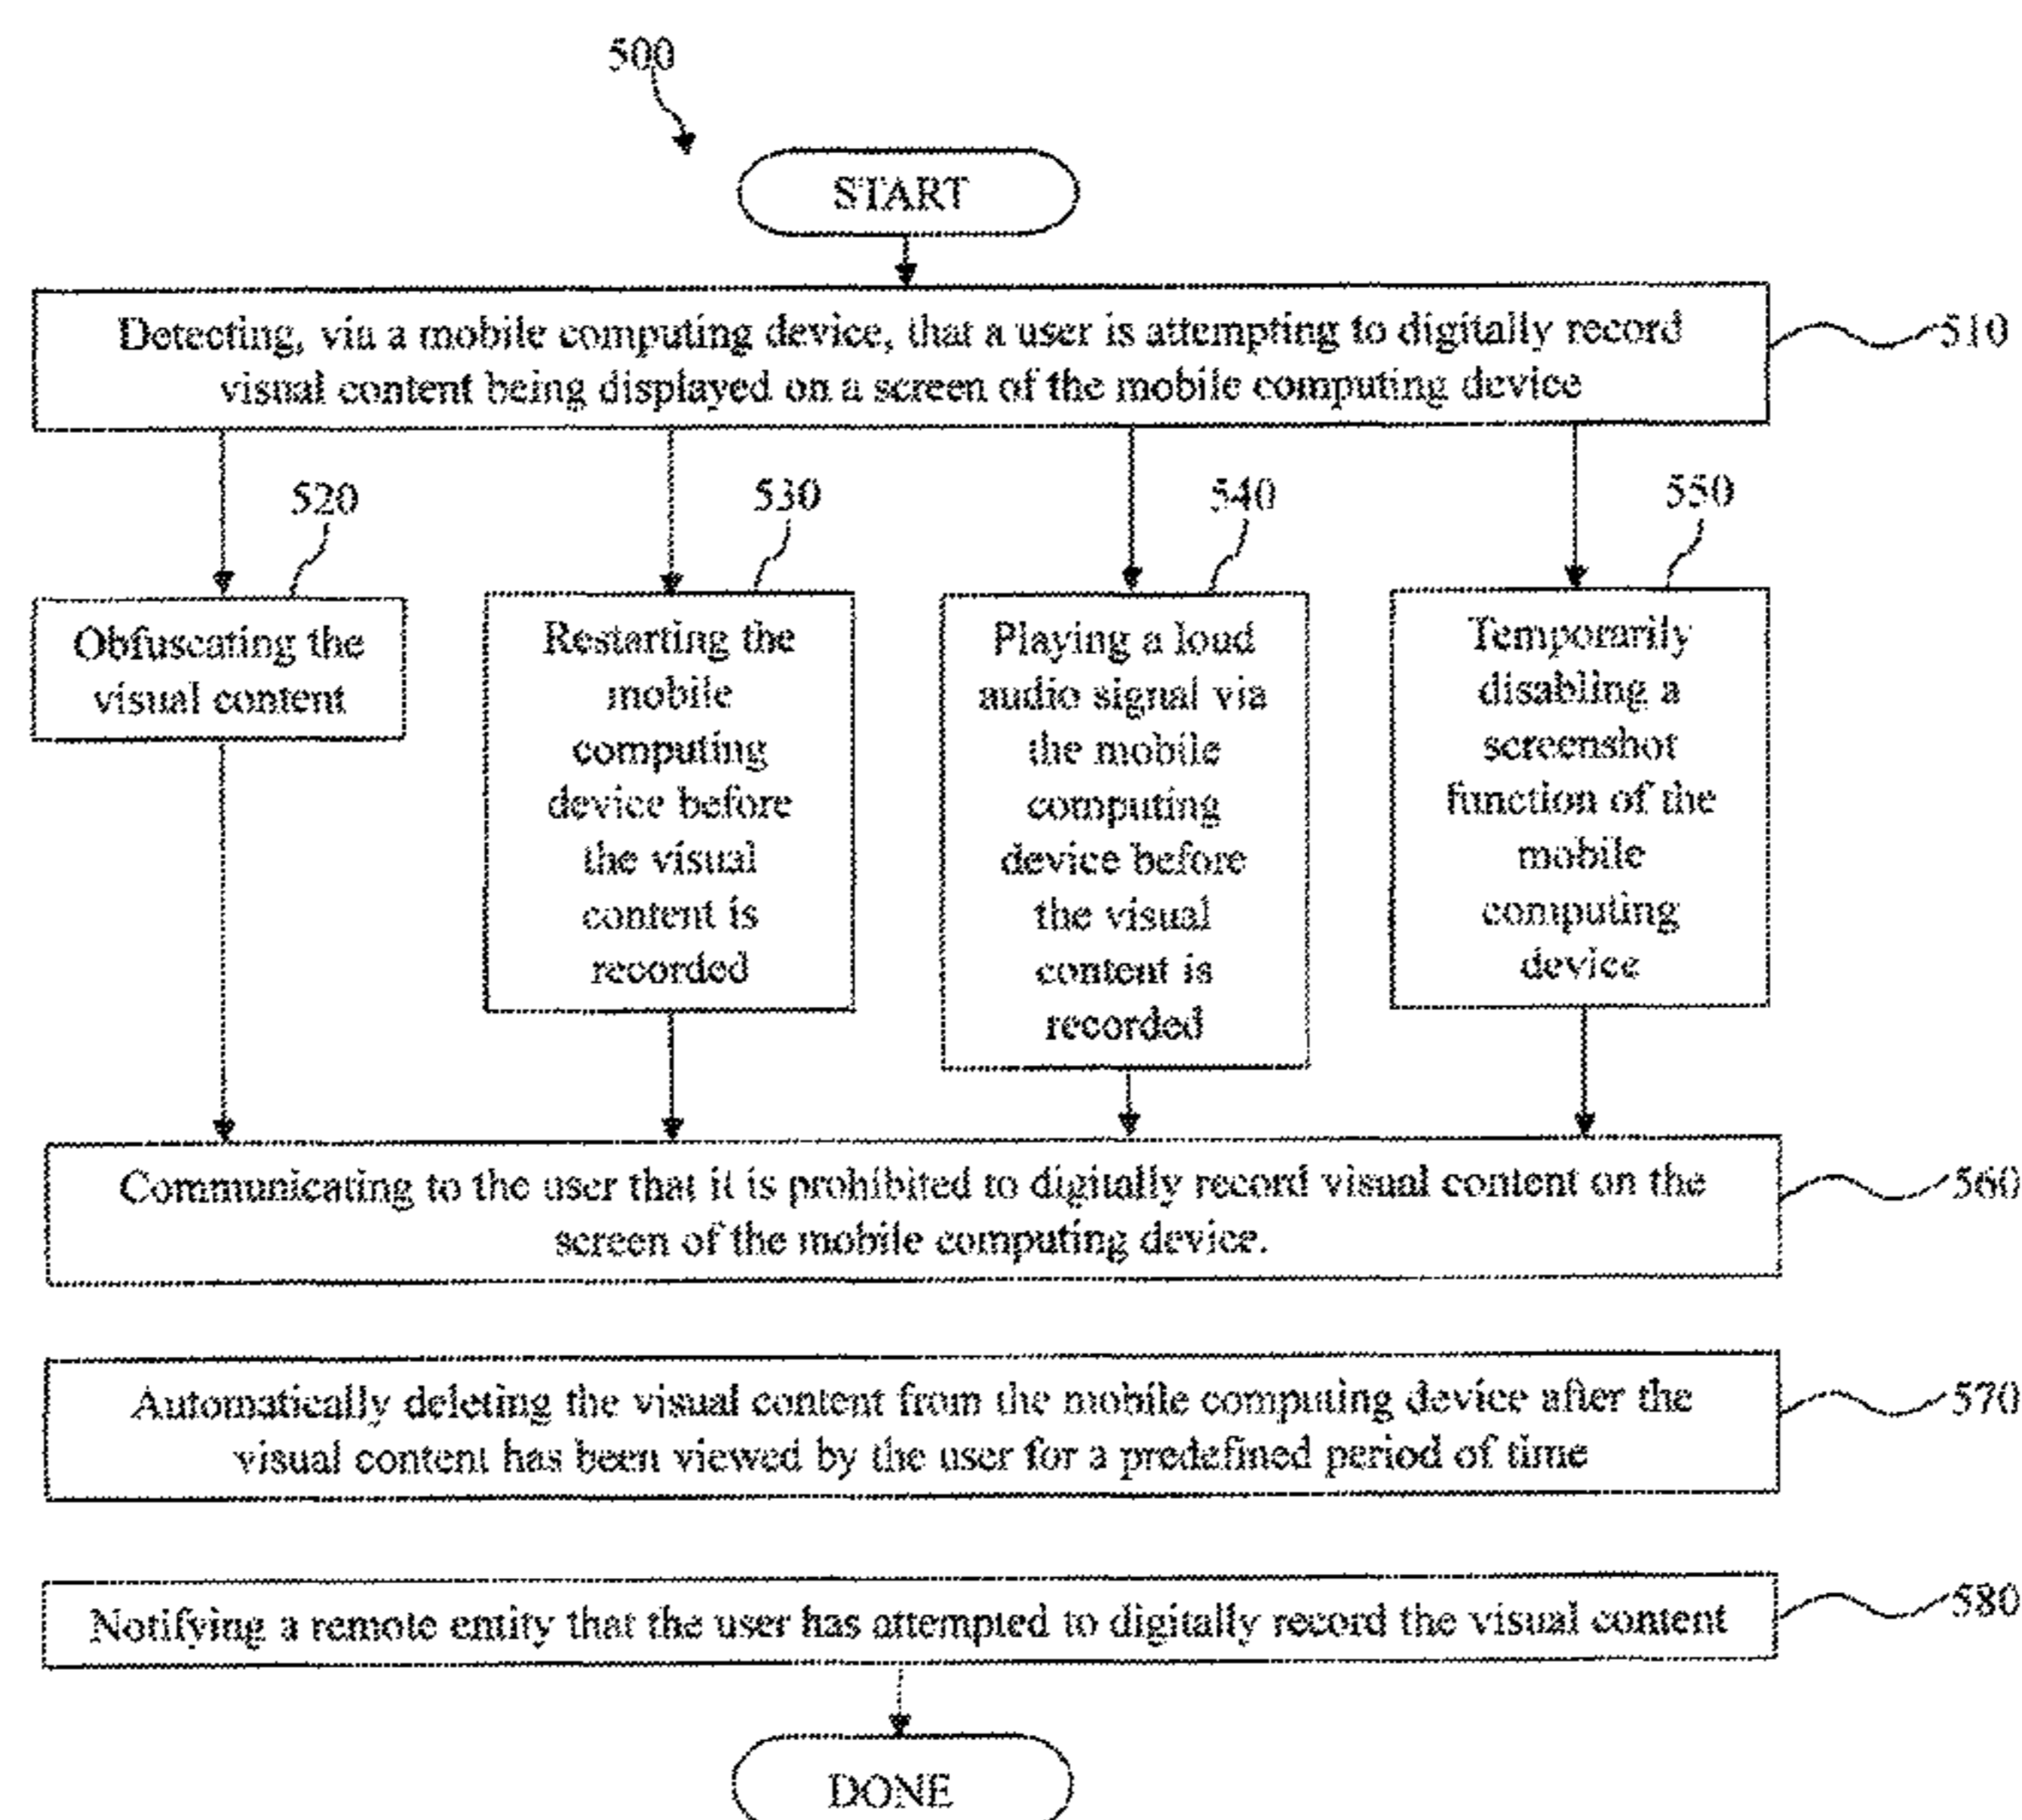 500
START
Detecting, via a mobile computing device, that a user is attempting to digitally record
visual content being displayed on a screen of the mobile computing device
510
520
Obfuscating the
visual content
530
Restarting the
mobile
computing
device before
the visual
content is
recorded
540
Playing a loud
audio signal via
the mobile
computing
device before
the visual
content is
recorded
550
Temporarily
disabling a
screenshot
function of the
mobile
computing
device
Communicating to the user that it is prohibited to digitally record visual content on the
screen of the mobile computing device.
560
Automatically deleting the visual content from the mobile computing device after the
visual content has been viewed by the user for a predefined period of time
570
Notifying a remote entity that the user has attempted to digitally record the visual content
580
DONE